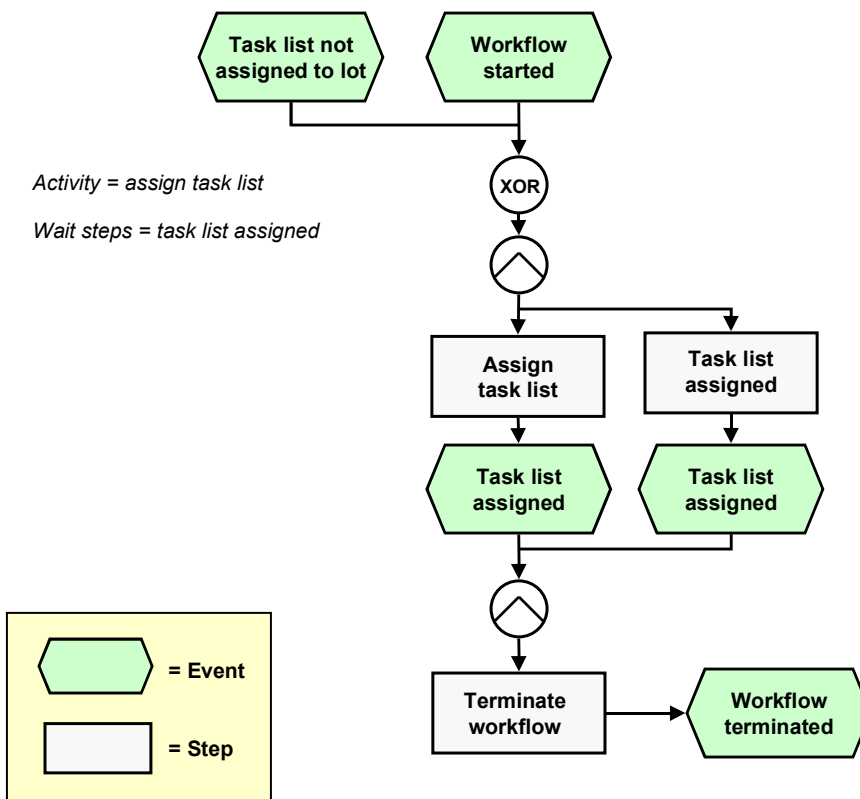 Task list not
assigned to lot
Workflow
started
Activity = assign task list
XOR
Wait steps = task list assigned
Assign
task list
Task list
assigned
Task list
assigned
Task list
assigned
= Event
= Step
Terminate
workflow
Workflow
terminated